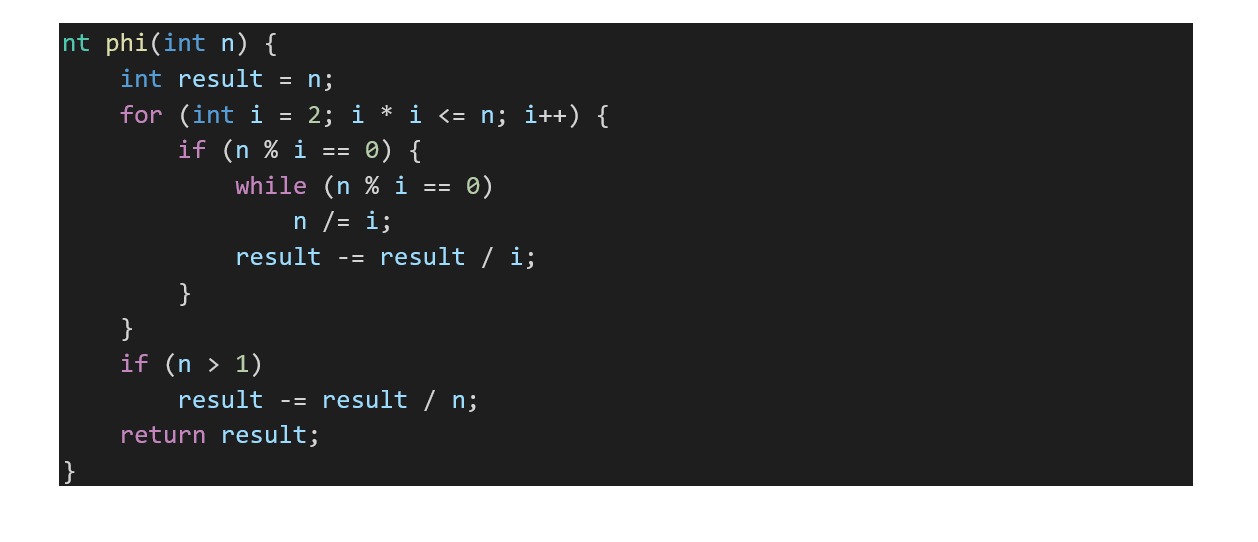 nt phi(int n) {
    int result = n;
    for (int i = 2; i * i <= n; i++) {
        if (n % i == 0) {
            while (n % i == 0)
                n /= i;
            result -= result / i;
        }
    }
    if (n > 1)
        result -= result / n;
    return result;
}